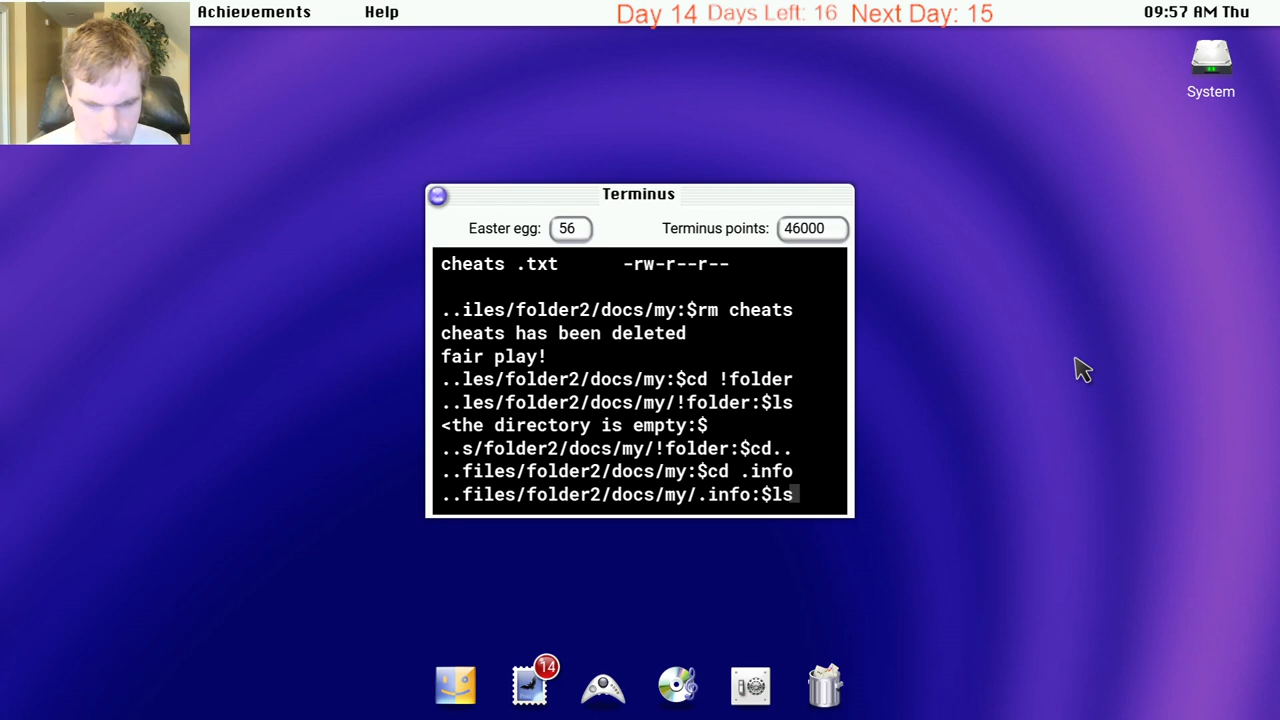 Achievements Help Day 14 Days Left: 16 Next Day: 15 09:57 AM Thu
System
Terminus
Easter egg: 56 Terminus points: 46000
cheats .txt -rw-r--r--
..iles/folder2/docs/my:$rm cheats
cheats has been deleted
fair play!
..les/folder2/docs/my:$cd !folder
..les/folder2/docs/my/!folder:$ls
<the directory is empty:$
..s/folder2/docs/my/!folder:$cd..
..files/folder2/docs/my:$cd .info
..files/folder2/docs/my/.info:$ls
14